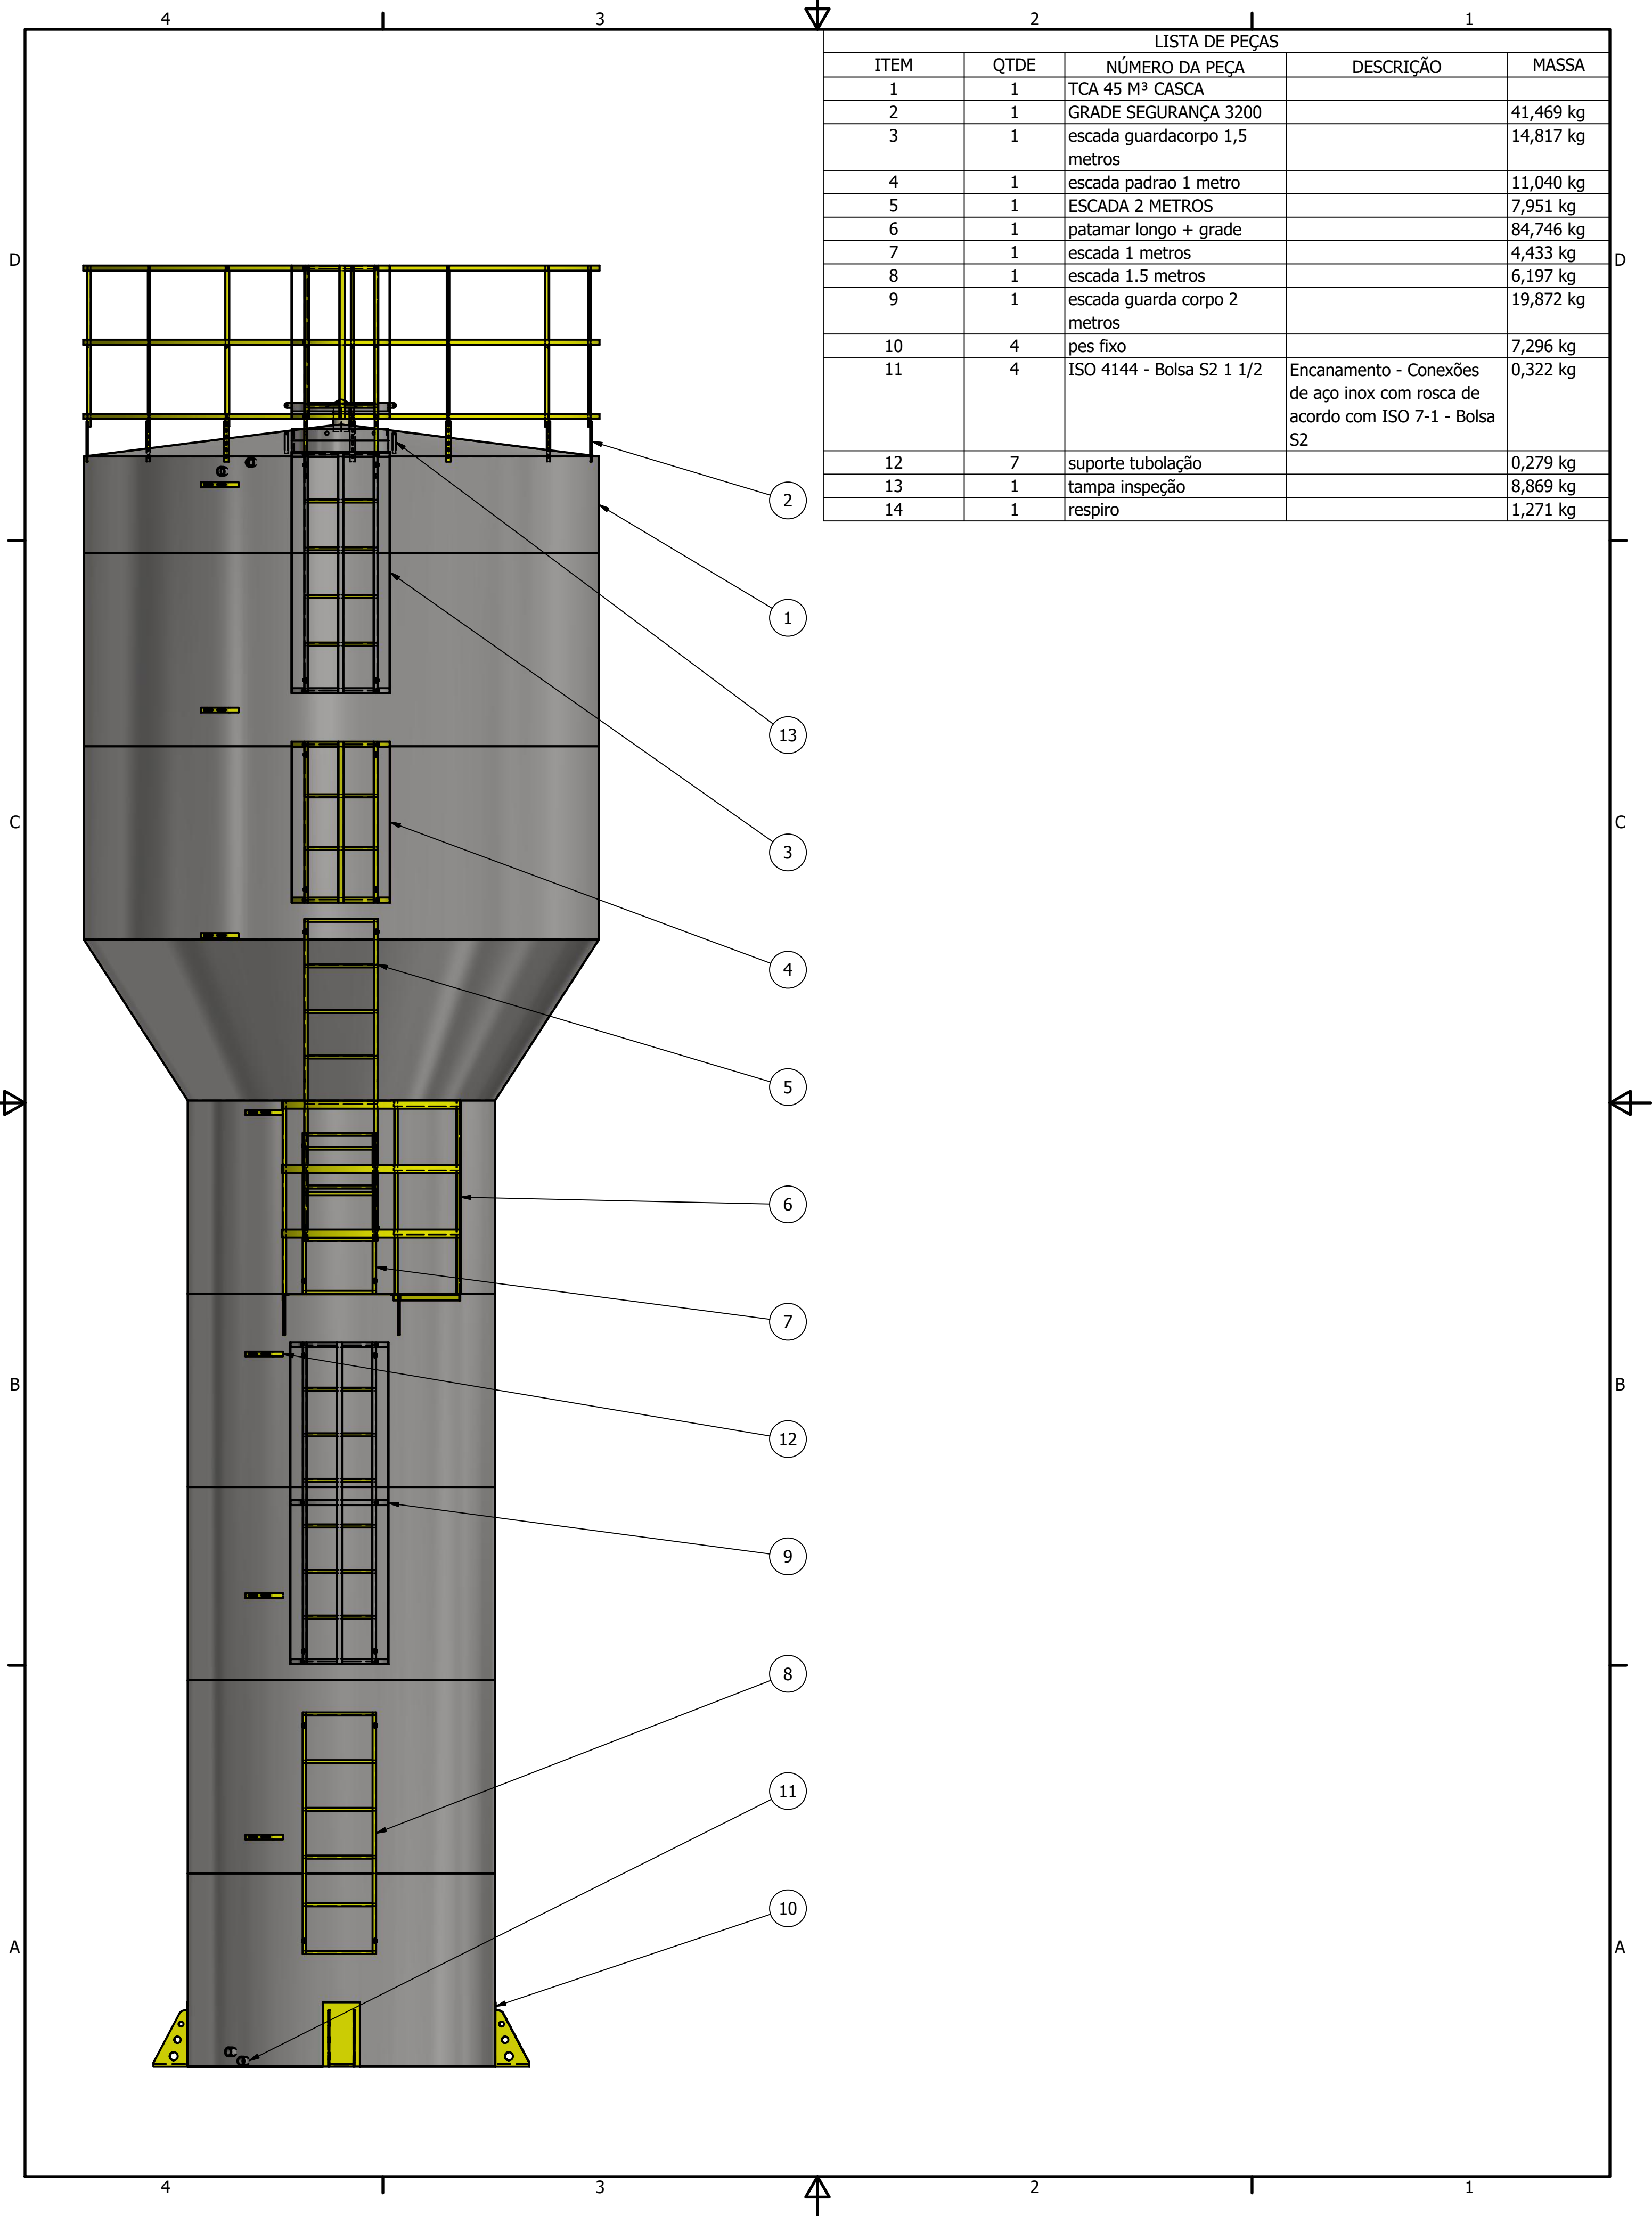 4 3 2 1
LISTA DE PEÇAS
ITEM QTDE NÚMERO DA PEÇA DESCRIÇÃO MASSA
1 1 TCA 45 M³ CASCA
2 1 GRADE SEGURANÇA 3200 41,469 kg
3 1 escada guardacorpo 1,5 14,817 kg
metros
4 1 escada padrao 1 metro 11,040 kg
5 1 ESCADA 2 METROS 7,951 kg
6 1 patamar longo + grade 84,746 kg
7 1 escada 1 metros 4,433 kg
8 1 escada 1.5 metros 6,197 kg
9 1 escada guarda corpo 2 19,872 kg
metros
10 4 pes fixo 7,296 kg
11 4 ISO 4144 - Bolsa S2 1 1/2 Encanamento - Conexões 0,322 kg
de aço inox com rosca de
acordo com ISO 7-1 - Bolsa
S2
12 7 suporte tubolação 0,279 kg
13 1 tampa inspeção 8,869 kg
14 1 respiro 1,271 kg
D D
2
1
13
C C
3
4
5
6
7
B B
12
9
8
11
10
A A
4 3 2 1